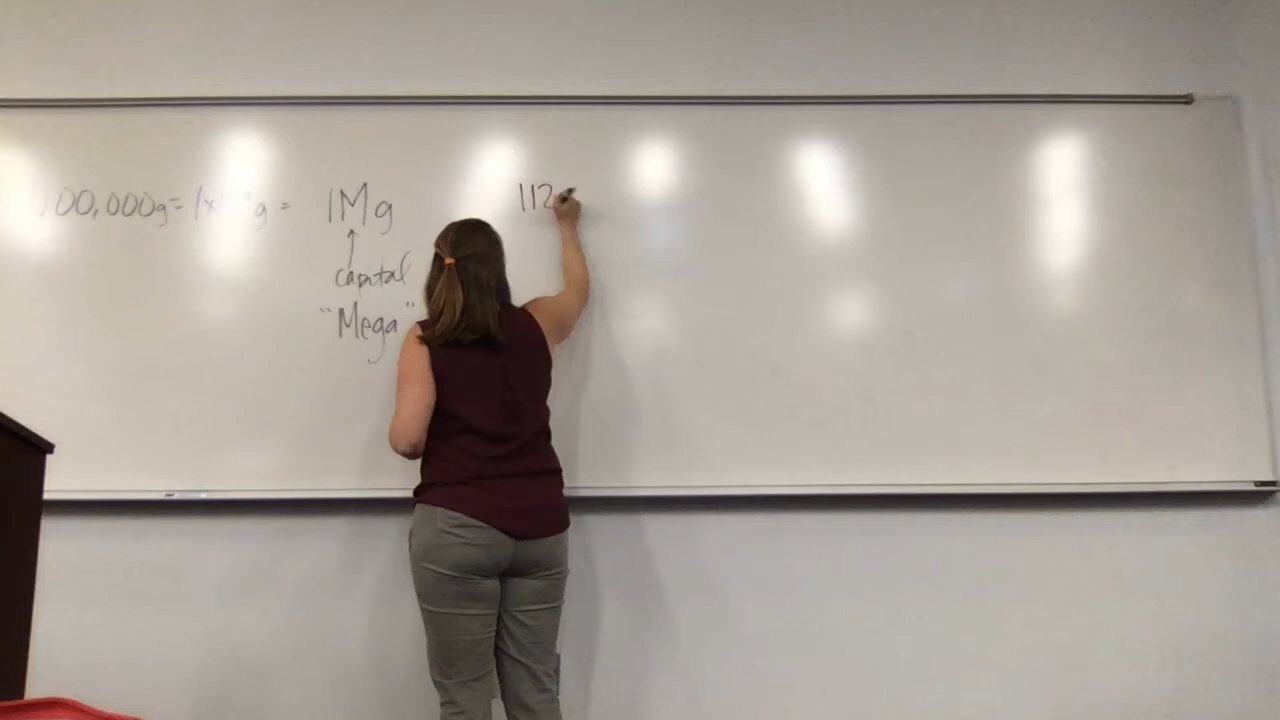 00,000g = 1x g = 1Mg 112
capital
"Mega"